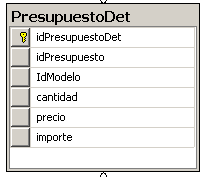 PresupuestoDet
idPresupuestoDet
idPresupuesto
IdModelo
cantidad
precio
importe